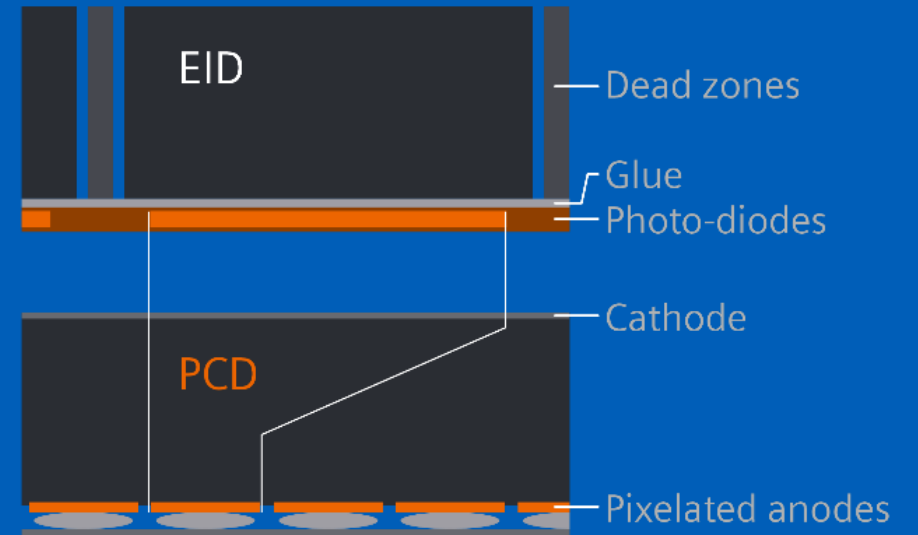 EID
Dead zones
Glue
Photo-diodes
Cathode
PCD
Pixelated anodes